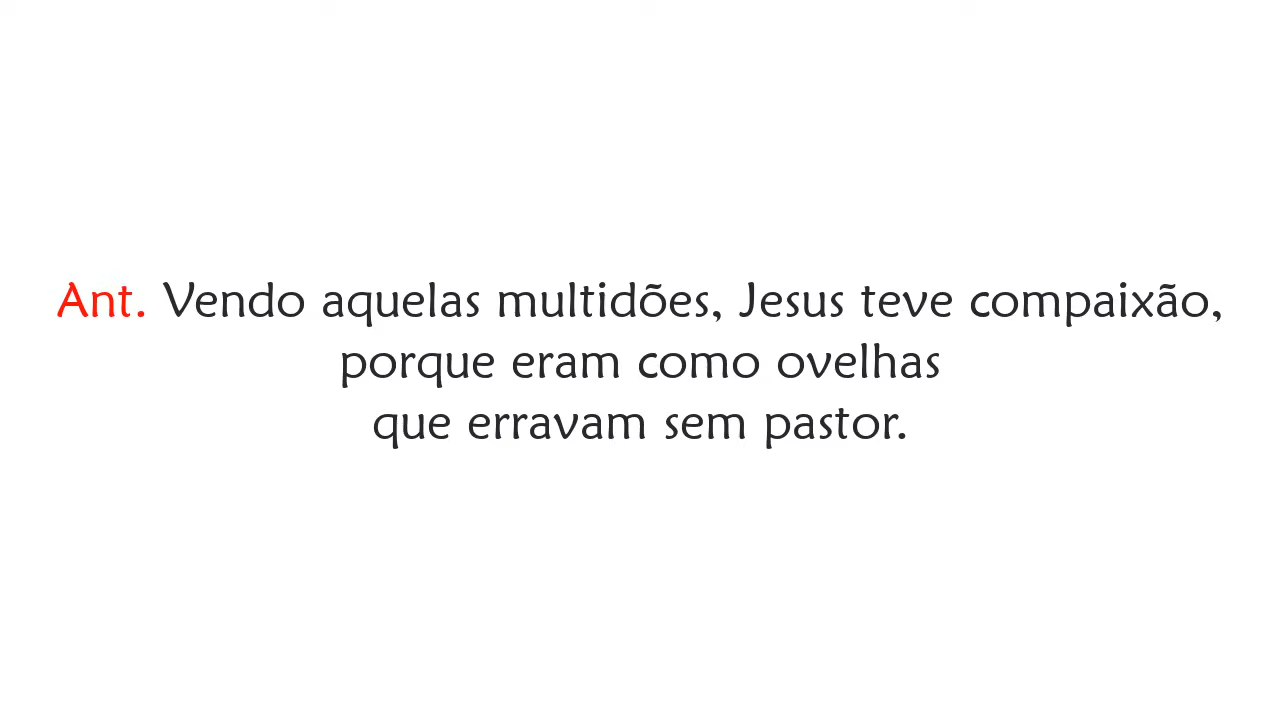 Ant. Vendo aquelas multidões, Jesus teve compaixão,
porque eram como ovelhas
que erravam sem pastor.